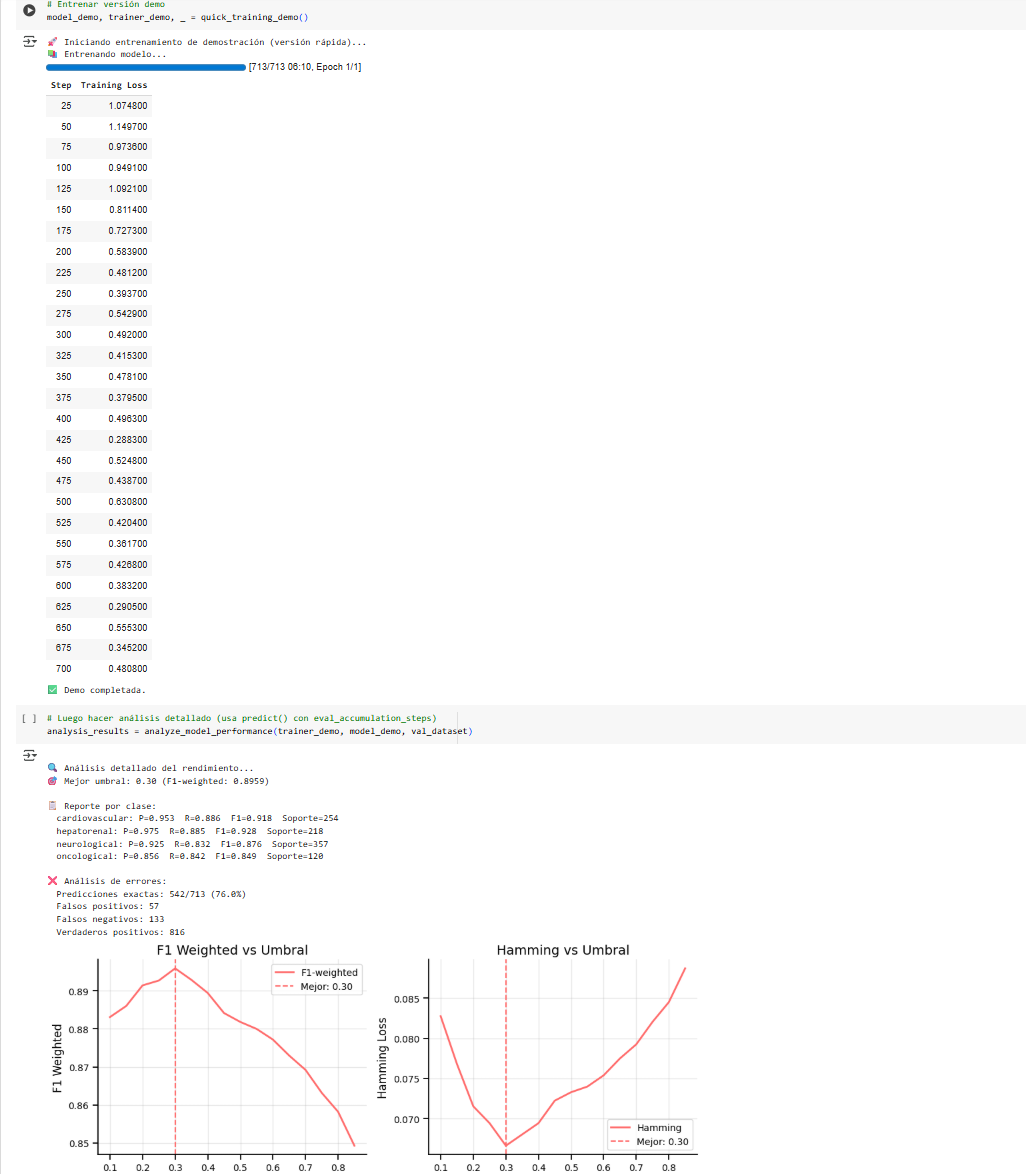 # Entrenar versión demo
model_demo, trainer_demo, _ = quick_training_demo()
🚀 Iniciando entrenamiento de demostración (versión rápida)...
📚 Entrenando modelo...
[713/713 06:10, Epoch 1/1]
Step Training Loss
25 1.074800
50 1.149700
75 0.973600
100 0.949100
125 1.092100
150 0.811400
175 0.727300
200 0.583900
225 0.481200
250 0.393700
275 0.542900
300 0.492000
325 0.415300
350 0.478100
375 0.379500
400 0.496300
425 0.288300
450 0.524800
475 0.438700
500 0.630800
525 0.420400
550 0.361700
575 0.426800
600 0.383200
625 0.290500
650 0.555300
675 0.345200
700 0.480800
✅ Demo completada.
[ ] # Luego hacer análisis detallado (usa predict() con eval_accumulation_steps)
analysis_results = analyze_model_performance(trainer_demo, model_demo, val_dataset)
🔍 Análisis detallado del rendimiento...
🎯 Mejor umbral: 0.30 (F1-weighted: 0.8959)
📋 Reporte por clase:
cardiovascular: P=0.953 R=0.886 F1=0.918 Soporte=254
hepatorenal: P=0.975 R=0.885 F1=0.928 Soporte=218
neurological: P=0.925 R=0.832 F1=0.876 Soporte=357
oncological: P=0.856 R=0.842 F1=0.849 Soporte=120
❌ Análisis de errores:
Predicciones exactas: 542/713 (76.0%)
Falsos positivos: 57
Falsos negativos: 133
Verdaderos positivos: 816
F1 Weighted vs Umbral
F1-weighted
Mejor: 0.30
F1 Weighted
0.89
0.88
0.87
0.86
0.85
0.1 0.2 0.3 0.4 0.5 0.6 0.7 0.8
Hamming vs Umbral
Hamming Loss
0.085
0.080
0.075
0.070
Hamming
Mejor: 0.30
0.1 0.2 0.3 0.4 0.5 0.6 0.7 0.8